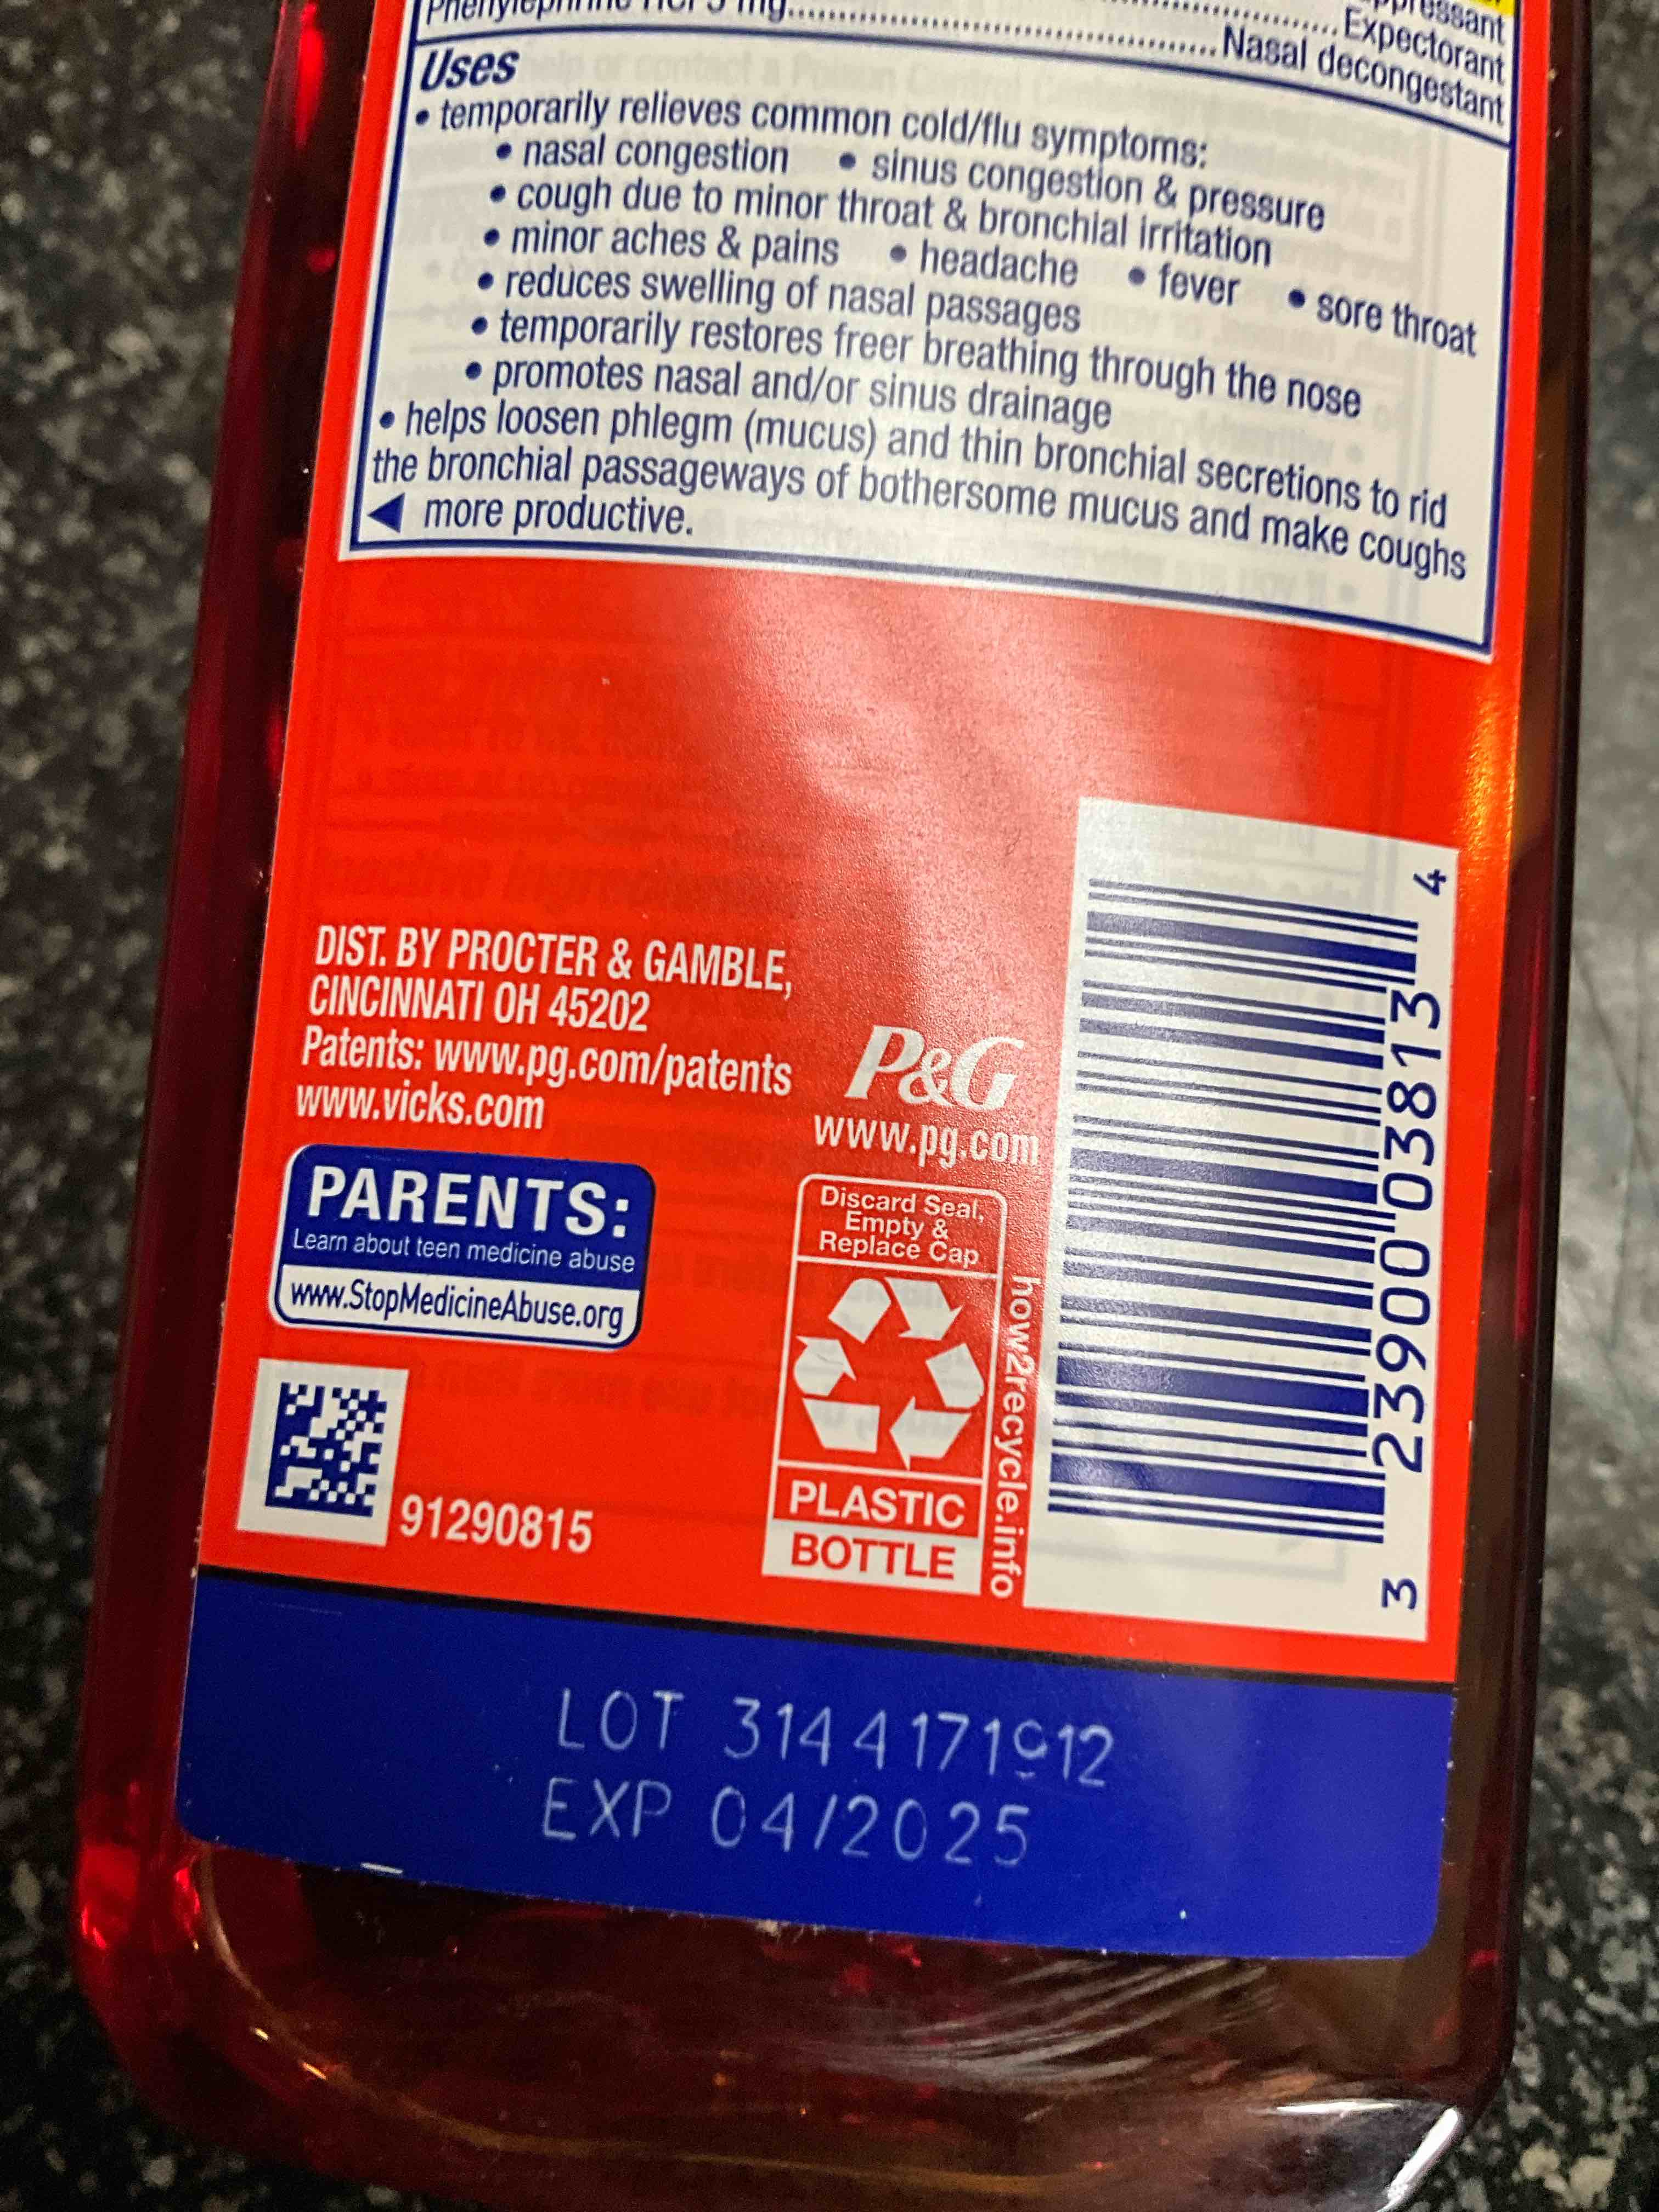 Phenylephrine HCl 5 mg
Expectorant
Nasal decongestant
Uses
• temporarily relieves common cold/flu symptoms:
• nasal congestion • sinus congestion & pressure
• cough due to minor throat & bronchial irritation
• minor aches & pains • headache • fever • sore throat
• reduces swelling of nasal passages
• temporarily restores freer breathing through the nose
• promotes nasal and/or sinus drainage
• helps loosen phlegm (mucus) and thin bronchial secretions to rid
the bronchial passageways of bothersome mucus and make coughs
more productive.
DIST. BY PROCTER & GAMBLE,
CINCINNATI OH 45202
Patents: www.pg.com/patents
www.vicks.com
P&G
www.pg.com
PARENTS:
Learn about teen medicine abuse
www.StopMedicineAbuse.org
91290815
Discard Seal,
Empty &
Replace Cap
PLASTIC
BOTTLE
how2recycle.info
3 23900 03813 4
LOT 3144171912
EXP 04/2025